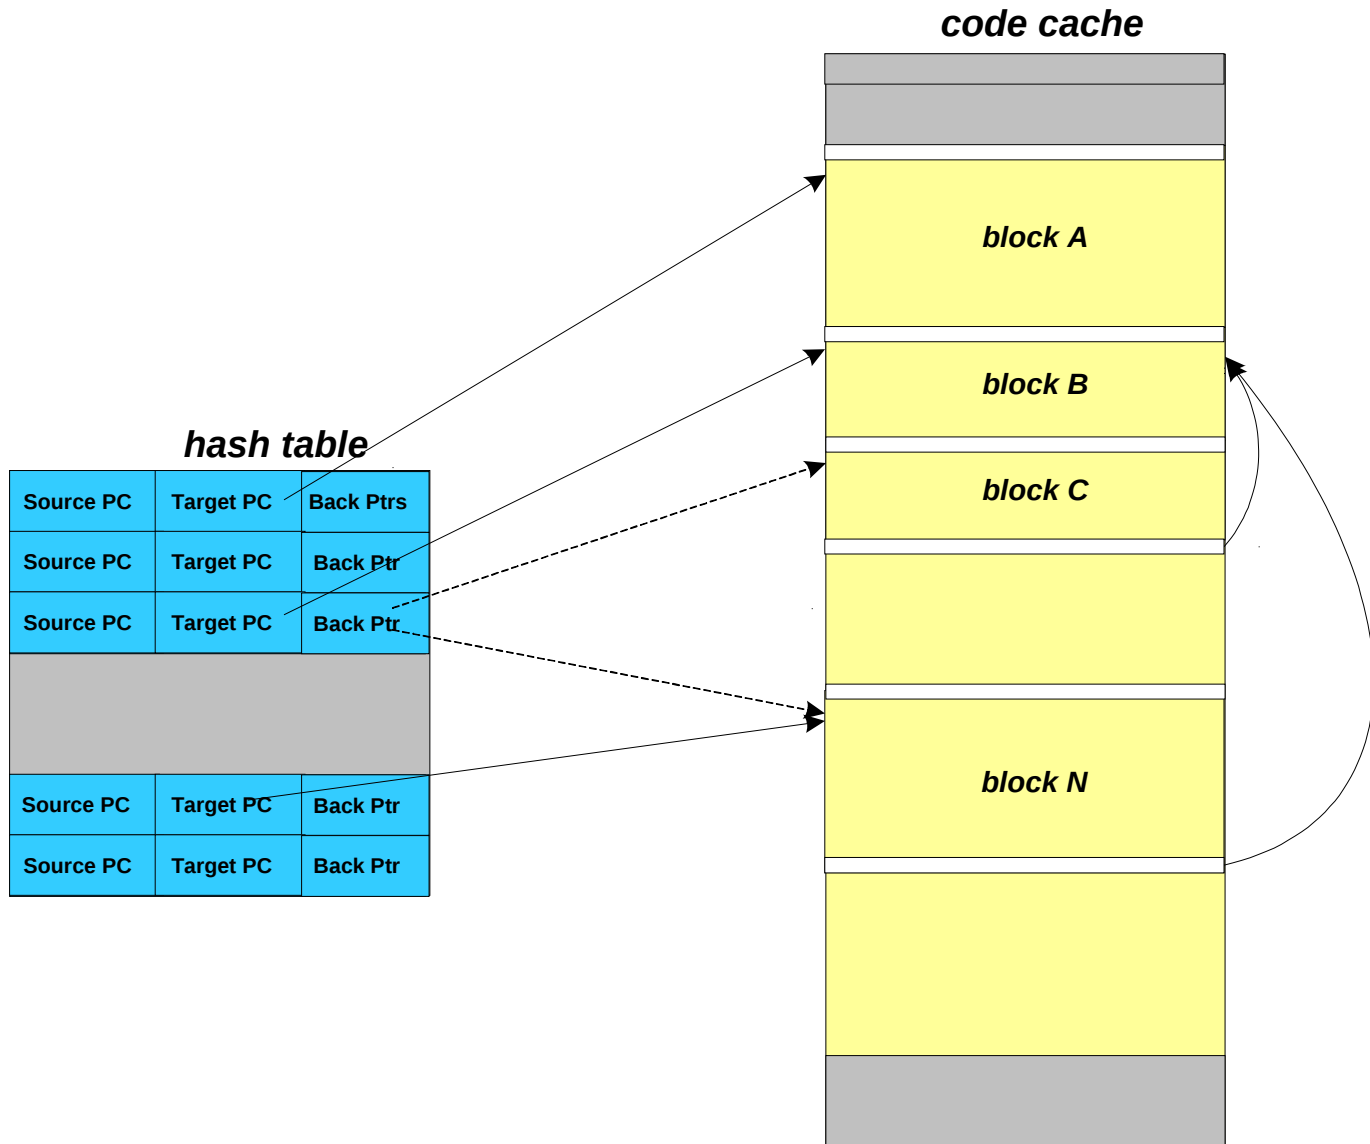 code cache
block A
block B
hash table
block C
Source PC Target PC Back Ptrs
Source PC Target PC Back Ptr
Source PC Target PC Back Ptr
block N
Source PC Target PC Back Ptr
Source PC Target PC Back Ptr